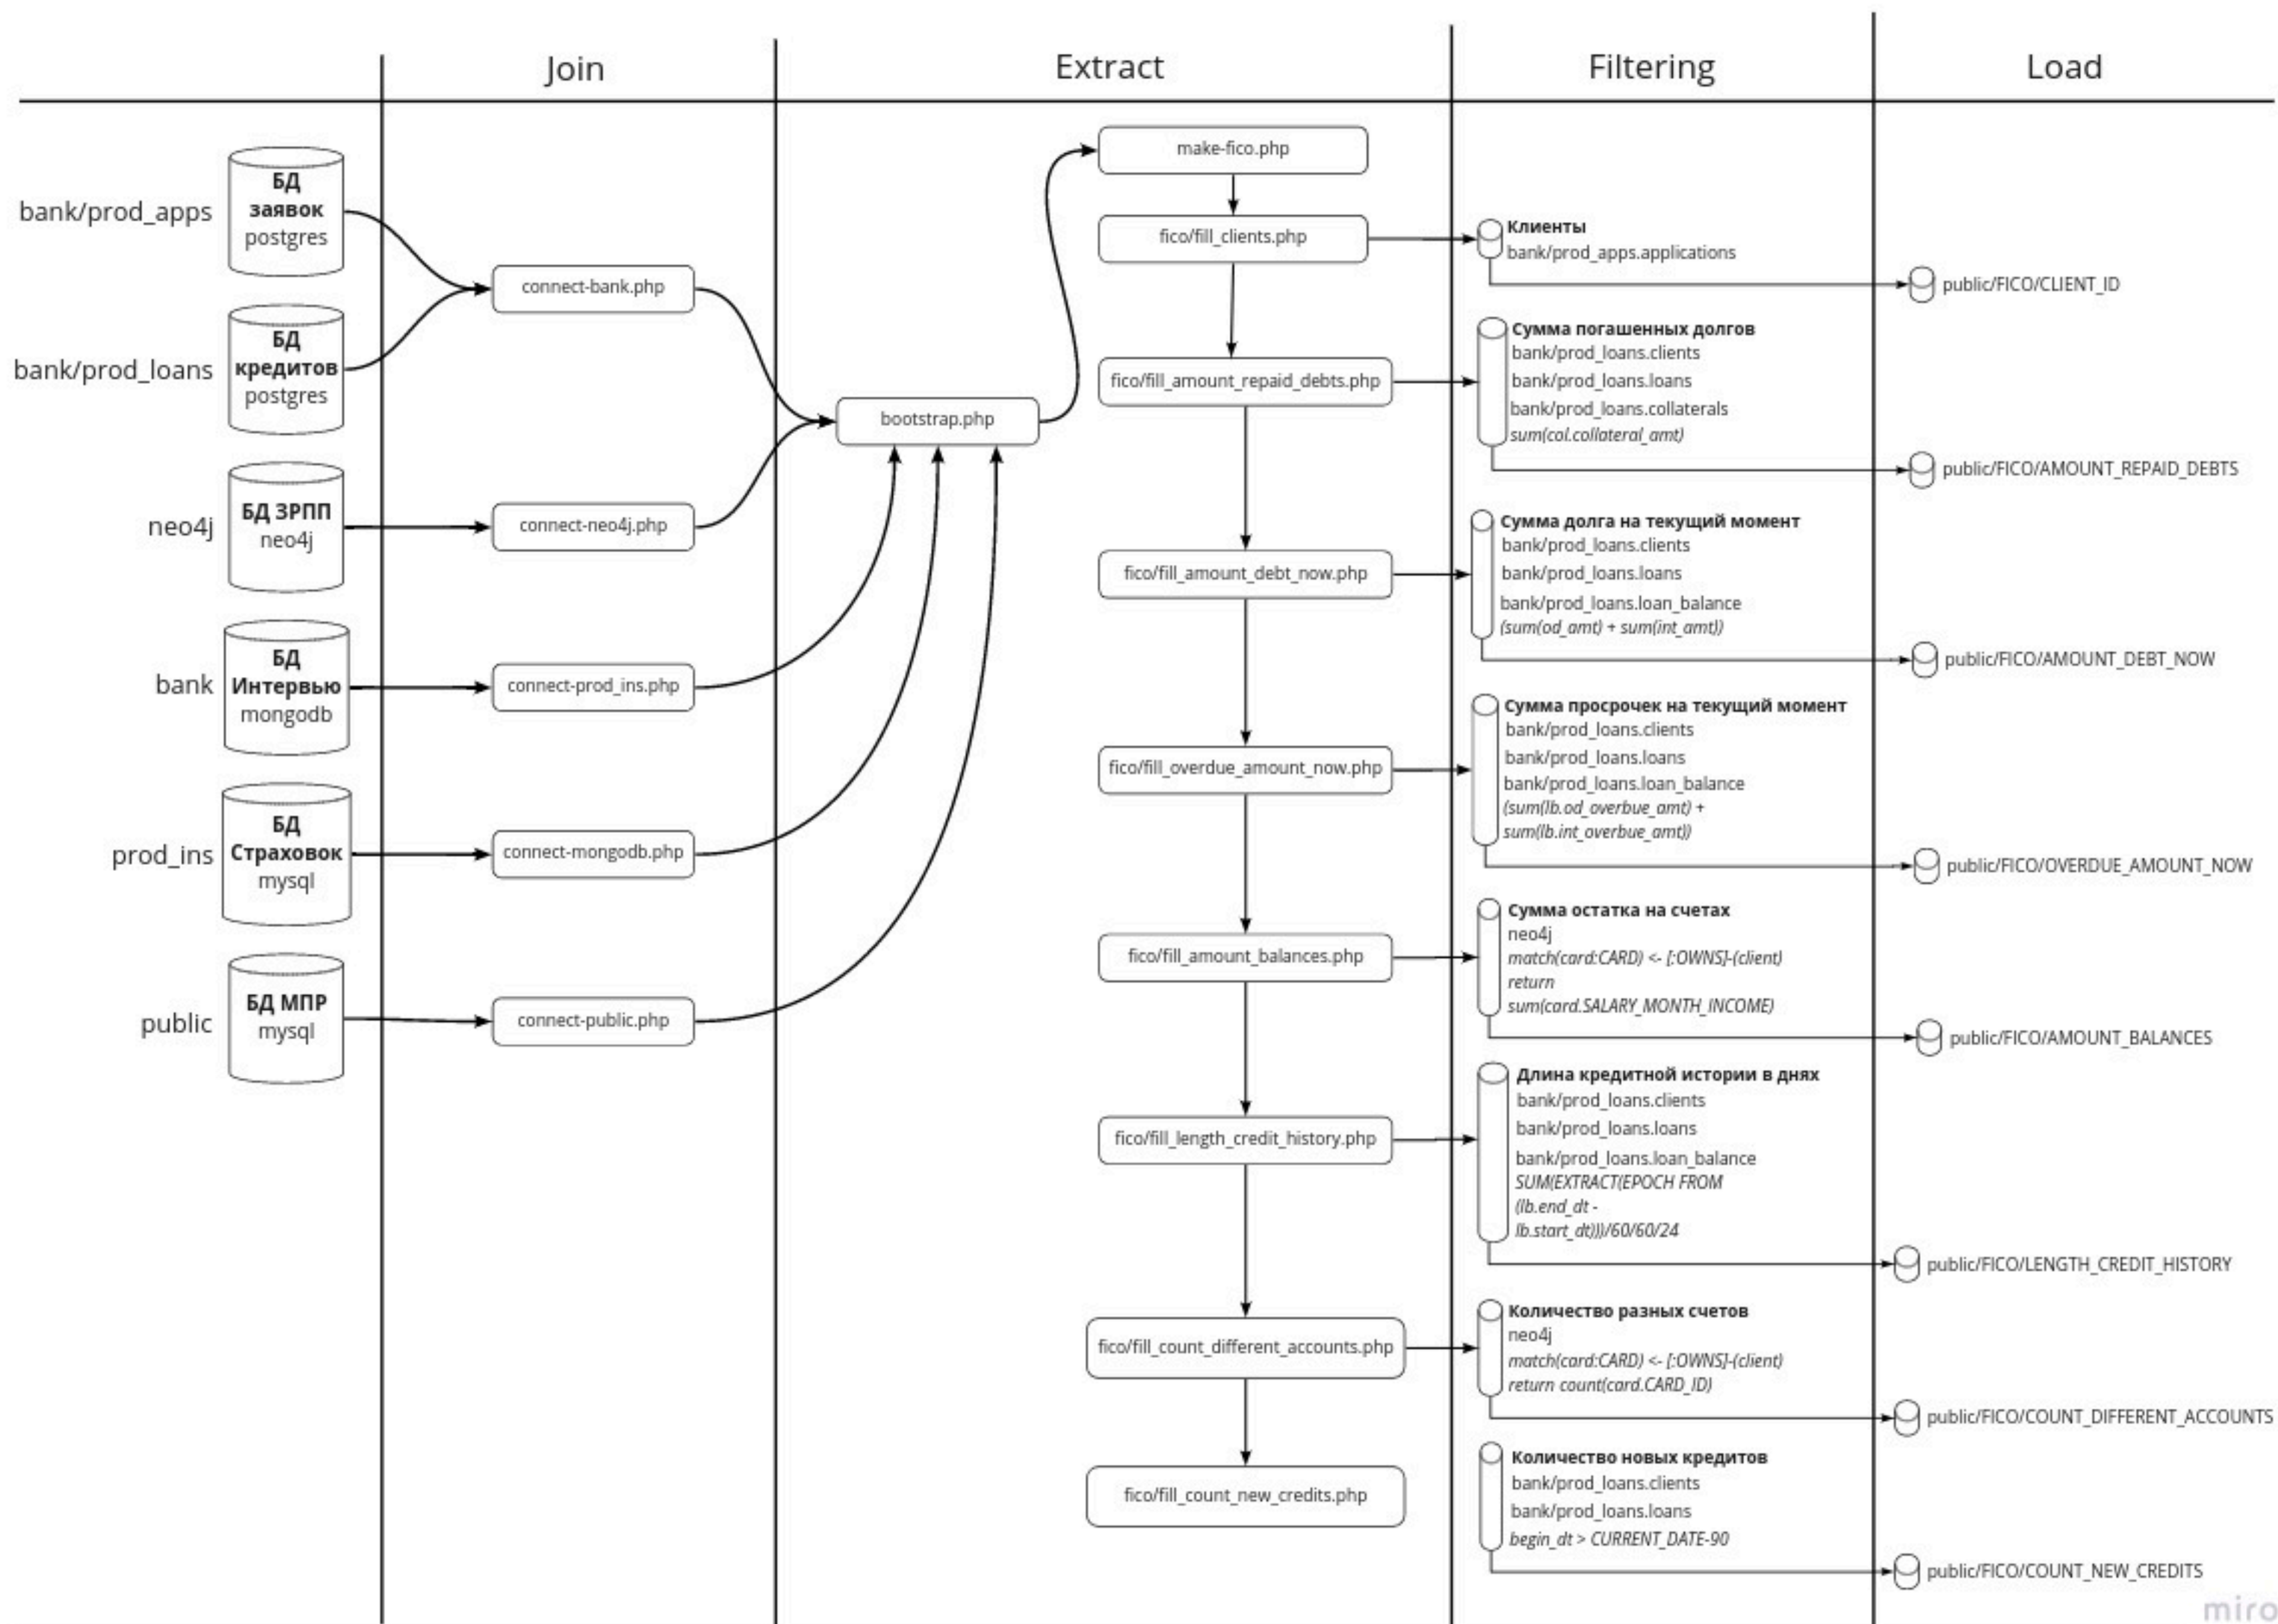 Join
Extract
Filtering
Load
bank/prod_apps
БД
заявок
postgres
bank/prod_loans
БД
кредитов
postgres
neo4j
БД ЗРПП
neo4j
bank
БД
Интервью
mongodb
prod_ins
БД
Страховок
mysql
public
БД МПР
mysql
connect-bank.php
connect-neo4j.php
connect-prod_ins.php
connect-mongodb.php
connect-public.php
bootstrap.php
make-fico.php
fico/fill_clients.php
fico/fill_amount_repaid_debts.php
fico/fill_amount_debt_now.php
fico/fill_overdue_amount_now.php
fico/fill_amount_balances.php
fico/fill_length_credit_history.php
fico/fill_count_different_accounts.php
fico/fill_count_new_credits.php
Клиенты
bank/prod_apps.applications
public/FICO/CLIENT_ID
Сумма погашенных долгов
bank/prod_loans.clients
bank/prod_loans.loans
bank/prod_loans.collaterals
sum(col.collateral_amt)
public/FICO/AMOUNT_REPAID_DEBTS
Сумма долга на текущий момент
bank/prod_loans.clients
bank/prod_loans.loans
bank/prod_loans.loan_balance
(sum(od_amt) + sum(int_amt))
public/FICO/AMOUNT_DEBT_NOW
Сумма просрочек на текущий момент
bank/prod_loans.clients
bank/prod_loans.loans
bank/prod_loans.loan_balance
(sum(lb.od_overbue_amt) +
sum(lb.int_overbue_amt))
public/FICO/OVERDUE_AMOUNT_NOW
Сумма остатка на счетах
neo4j
match(card:CARD) <- [:OWNS]-(client)
return
sum(card.SALARY_MONTH_INCOME)
public/FICO/AMOUNT_BALANCES
Длина кредитной истории в днях
bank/prod_loans.clients
bank/prod_loans.loans
bank/prod_loans.loan_balance
SUM(EXTRACT(EPOCH FROM
(lb.end_dt -
lb.start_dt)))/60/60/24
public/FICO/LENGTH_CREDIT_HISTORY
Количество разных счетов
neo4j
match(card:CARD) <- [:OWNS]-(client)
return count(card.CARD_ID)
public/FICO/COUNT_DIFFERENT_ACCOUNTS
Количество новых кредитов
bank/prod_loans.clients
bank/prod_loans.loans
begin_dt > CURRENT_DATE-90
public/FICO/COUNT_NEW_CREDITS
miro